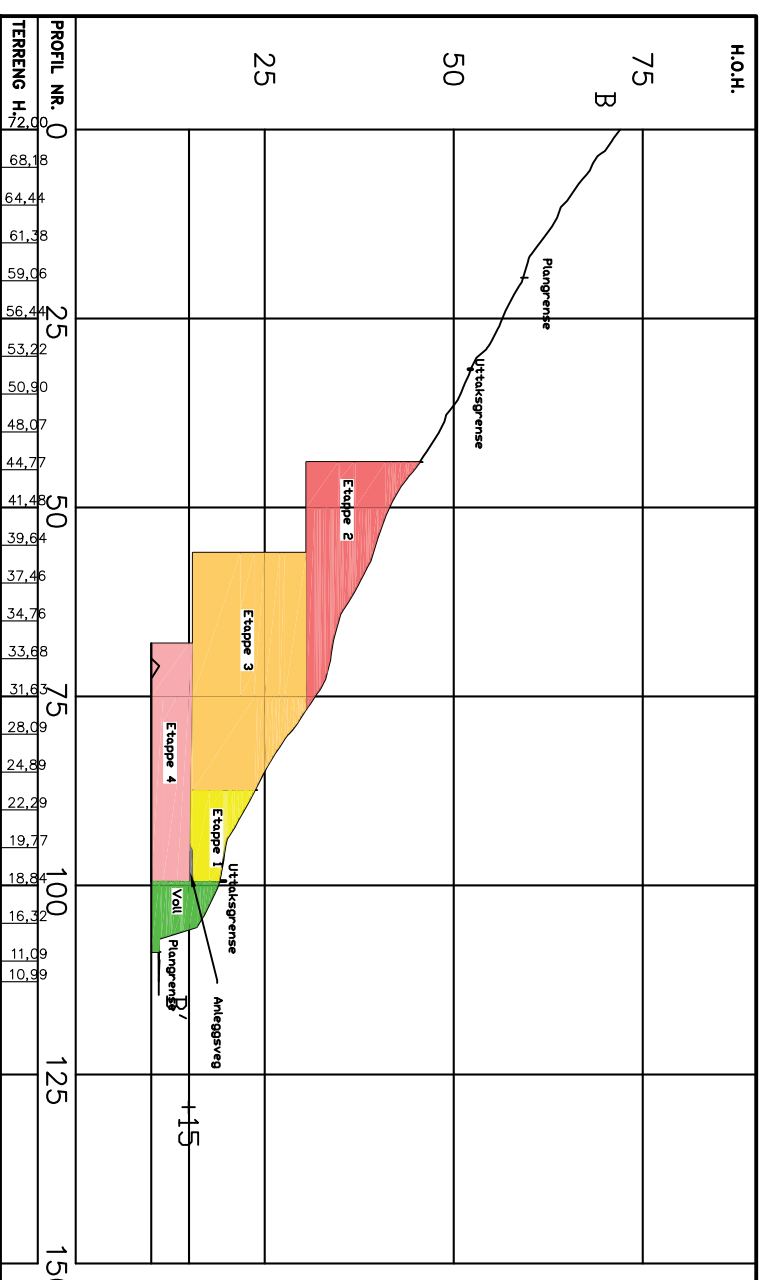 H.O.H.
75
50
25
B
Plangrense
Uttaksgrense
Etappe 2
Etappe 3
Etappe 4
Etappe 1
Uttaksgrense
Voll
Plangrense
B'
Anleggsveg
+15
PROFIL NR.
0
25
50
75
100
125
TERRENG H.
72,00
68,18
64,44
61,38
59,06
56,44
53,22
50,90
48,07
44,77
41,48
39,64
37,46
34,76
33,68
31,63
28,09
24,89
22,29
19,77
18,84
16,32
11,09
10,99